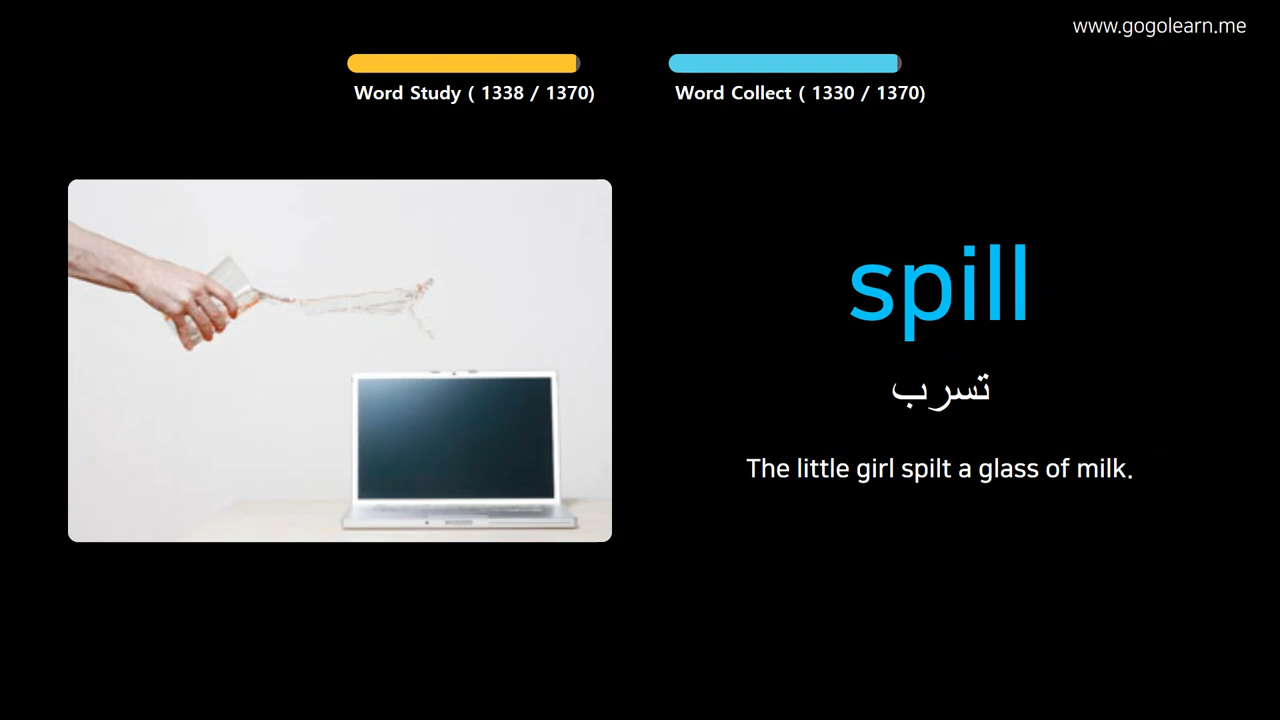 www.gogolearn.me
Word Study ( 1338 / 1370)
Word Collect ( 1330 / 1370)
spill
تسرب
The little girl spilt a glass of milk.